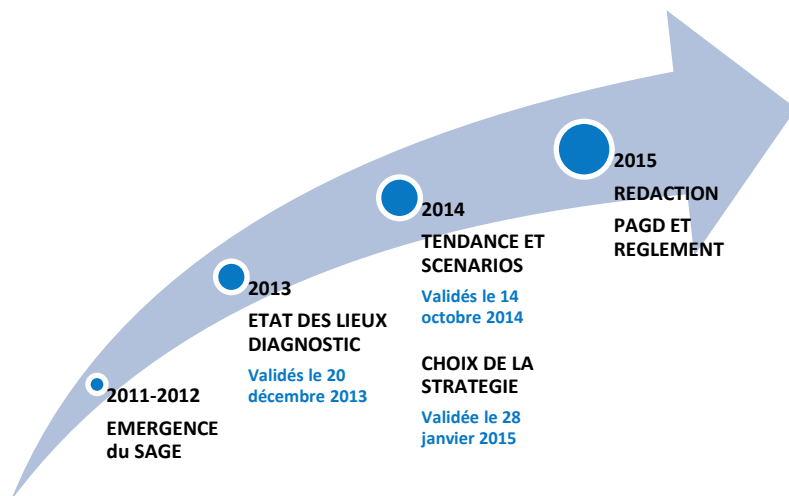 2011-2012
EMERGENCE
du SAGE
2013
ETAT DES LIEUX
DIAGNOSTIC
Validés le 20
décembre 2013
2014
TENDANCE ET
SCENARIOS
Validés le 14
octobre 2014
CHOIX DE LA
STRATEGIE
Validée le 28
janvier 2015
2015
REDACTION
PAGD ET
REGLEMENT